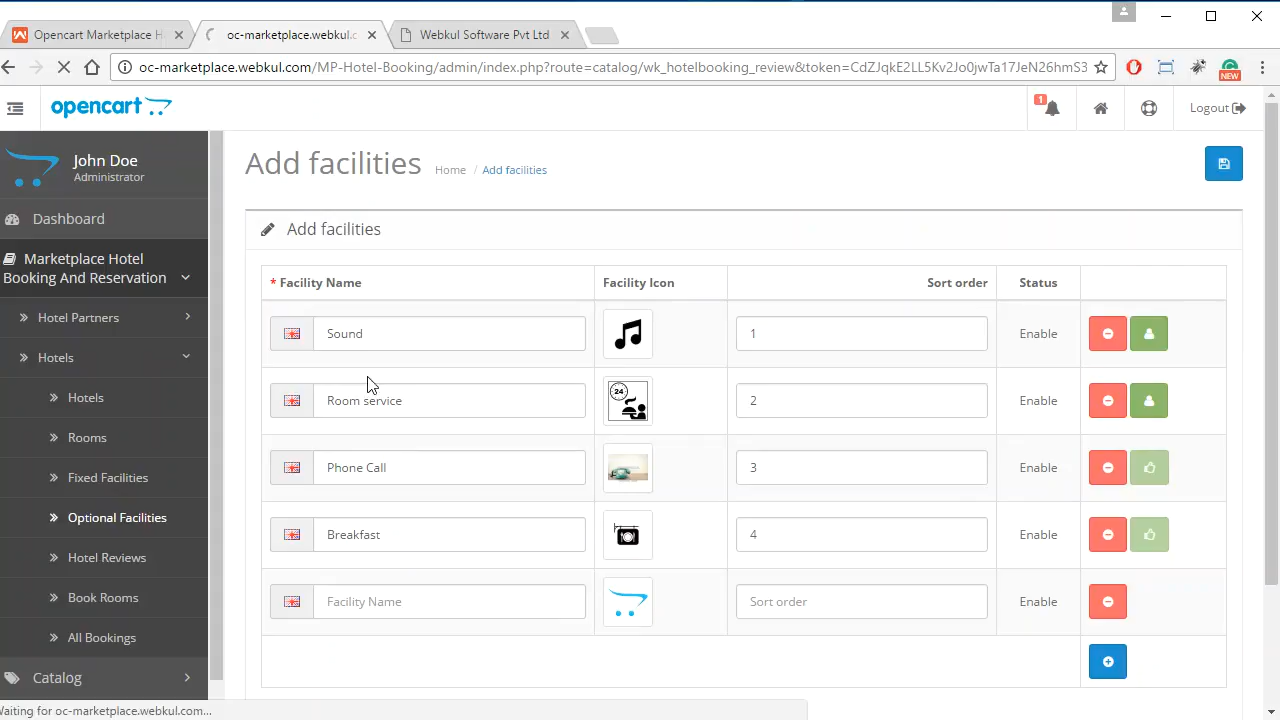 Opencart Marketplace H
oc-marketplace.webkul.c
Webkul Software Pvt Ltd
oc-marketplace.webkul.com/MP-Hotel-Booking/admin/index.php?route=catalog/wk_hotelbooking_review&token=CdZJqkE2LL5Kv2Jo0jwTa17JeN26hmS3
NEW
opencart
1
Logout
John Doe
Administrator
Dashboard
Marketplace Hotel
Booking And Reservation
Hotel Partners
Hotels
Hotels
Rooms
Fixed Facilities
Optional Facilities
Hotel Reviews
Book Rooms
All Bookings
Catalog
Add facilities
Home / Add facilities
Add facilities
* Facility Name
Facility Icon
Sort order
Status
Sound
1
Enable
Room service
24
2
Enable
Phone Call
3
Enable
Breakfast
4
Enable
Facility Name
Sort order
Enable
Waiting for oc-marketplace.webkul.com...